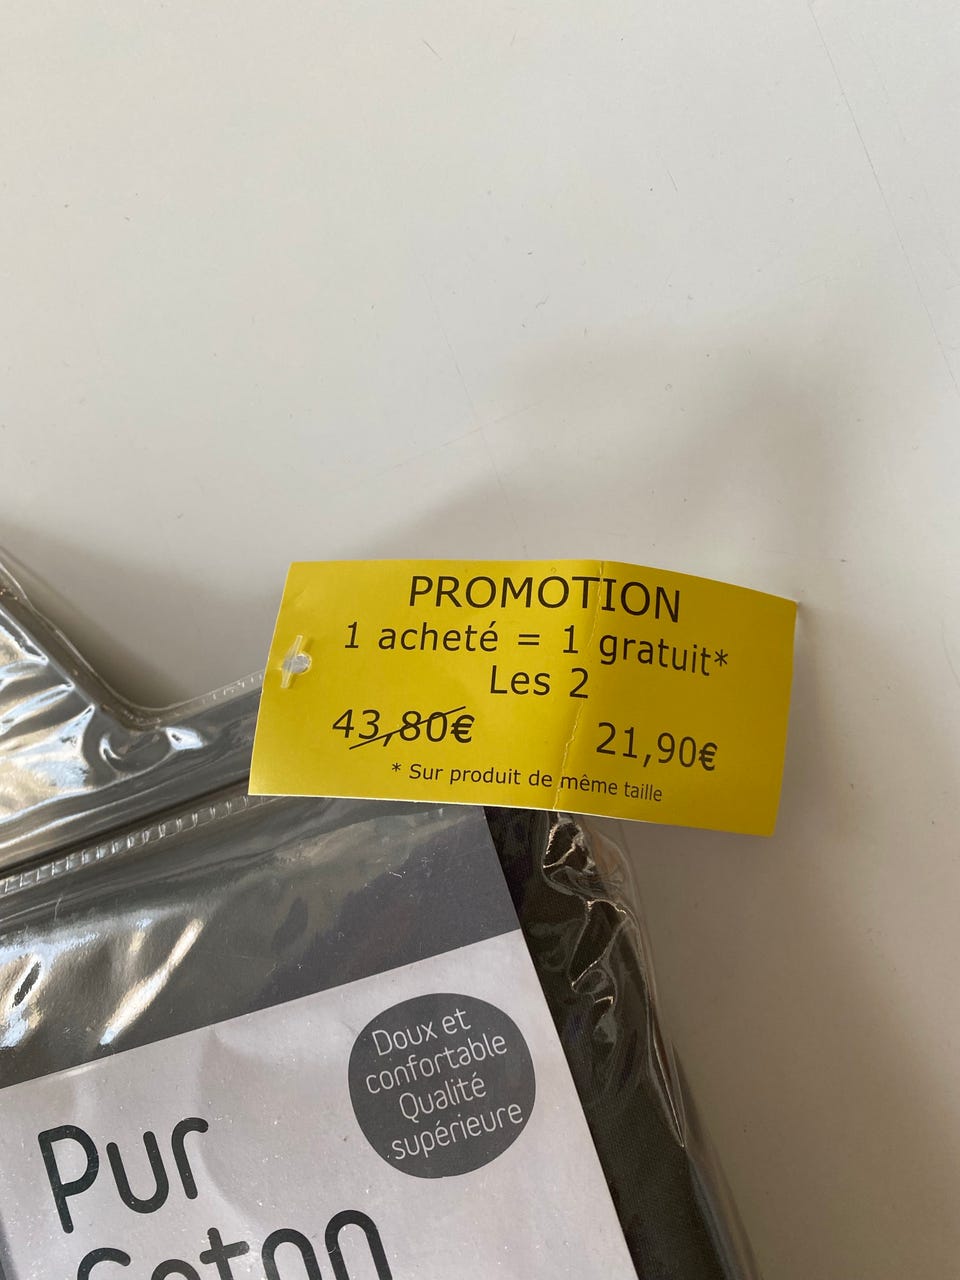 PROMOTION
1 acheté = 1 gratuit*
Les 2
43,80€ 21,90€
* Sur produit de même taille
Doux et
confortable
Qualité
supérieure
Pur
Coton